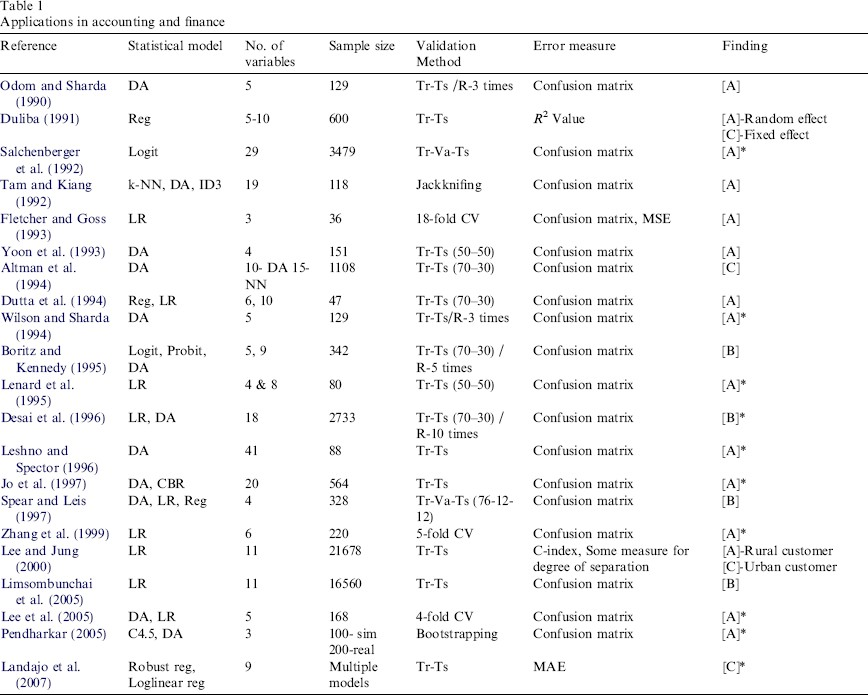 Table 1
Applications in accounting and finance
Reference Statistical model No. of variables Sample size Validation Method Error measure Finding
Odom and Sharda (1990) DA 5 129 Tr-Ts /R-3 times Confusion matrix [A]
Duliba (1991) Reg 5-10 600 Tr-Ts R² Value [A]-Random effect [C]-Fixed effect
Salchenberger et al. (1992) Logit 29 3479 Tr-Va-Ts Confusion matrix [A]*
Tam and Kiang (1992) k-NN, DA, ID3 19 118 Jackknifing Confusion matrix [A]
Fletcher and Goss (1993) LR 3 36 18-fold CV Confusion matrix, MSE [A]
Yoon et al. (1993) DA 4 151 Tr-Ts (50–50) Confusion matrix [A]
Altman et al. (1994) DA 10- DA 15-NN 1108 Tr-Ts (70–30) Confusion matrix [C]
Dutta et al. (1994) Reg, LR 6, 10 47 Tr-Ts (70–30) Confusion matrix [A]
Wilson and Sharda (1994) DA 5 129 Tr-Ts/R-3 times Confusion matrix [A]*
Boritz and Kennedy (1995) Logit, Probit, DA 5, 9 342 Tr-Ts (70–30) / R-5 times Confusion matrix [B]
Lenard et al. (1995) LR 4 & 8 80 Tr-Ts (50–50) Confusion matrix [A]*
Desai et al. (1996) LR, DA 18 2733 Tr-Ts (70–30) / R-10 times Confusion matrix [B]*
Leshno and Spector (1996) DA 41 88 Tr-Ts Confusion matrix [A]*
Jo et al. (1997) DA, CBR 20 564 Tr-Ts Confusion matrix [A]*
Spear and Leis (1997) DA, LR, Reg 4 328 Tr-Va-Ts (76-12-12) Confusion matrix [B]
Zhang et al. (1999) LR 6 220 5-fold CV Confusion matrix [A]*
Lee and Jung (2000) LR 11 21678 Tr-Ts C-index, Some measure for degree of separation [A]-Rural customer [C]-Urban customer
Limsombunchai et al. (2005) LR 11 16560 Tr-Ts Confusion matrix [B]
Lee et al. (2005) DA, LR 5 168 4-fold CV Confusion matrix [A]*
Pendharkar (2005) C4.5, DA 3 100- sim 200-real Bootstrapping Confusion matrix [A]*
Landajo et al. (2007) Robust reg, Loglinear reg 9 Multiple models Tr-Ts MAE [C]*